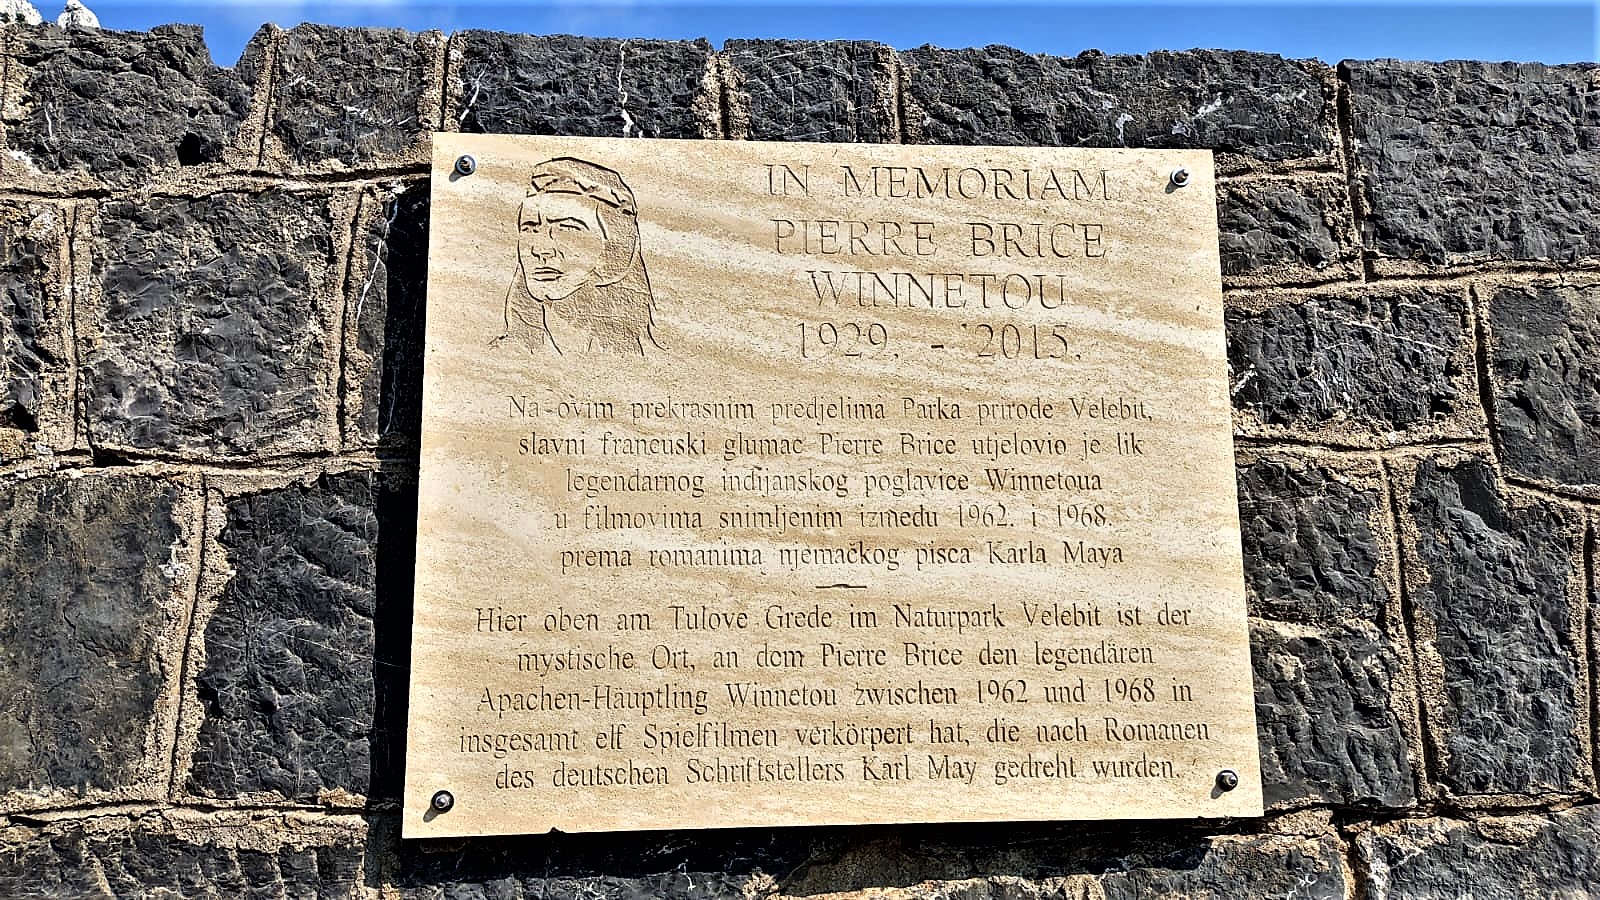 IN MEMORIAM
PIERRE BRICE
WINNETOU
1929. - 2015.
Na ovim prekrasnim predjelima Parka prirode Velebit,
slavni francuski glumac Pierre Brice utjelovio je lik
legendarnog indijanskog poglavice Winnetoua
u filmovima snimljenim između 1962. i 1968.
prema romanima njemačkog pisca Karla Maya
Hier oben am Tulove Grede im Naturpark Velebit ist der
mystische Ort, an dem Pierre Brice den legendären
Apachen-Häuptling Winnetou zwischen 1962 und 1968 in
insgesamt elf Spielfilmen verkörpert hat, die nach Romanen
des deutschen Schriftstellers Karl May gedreht wurden.